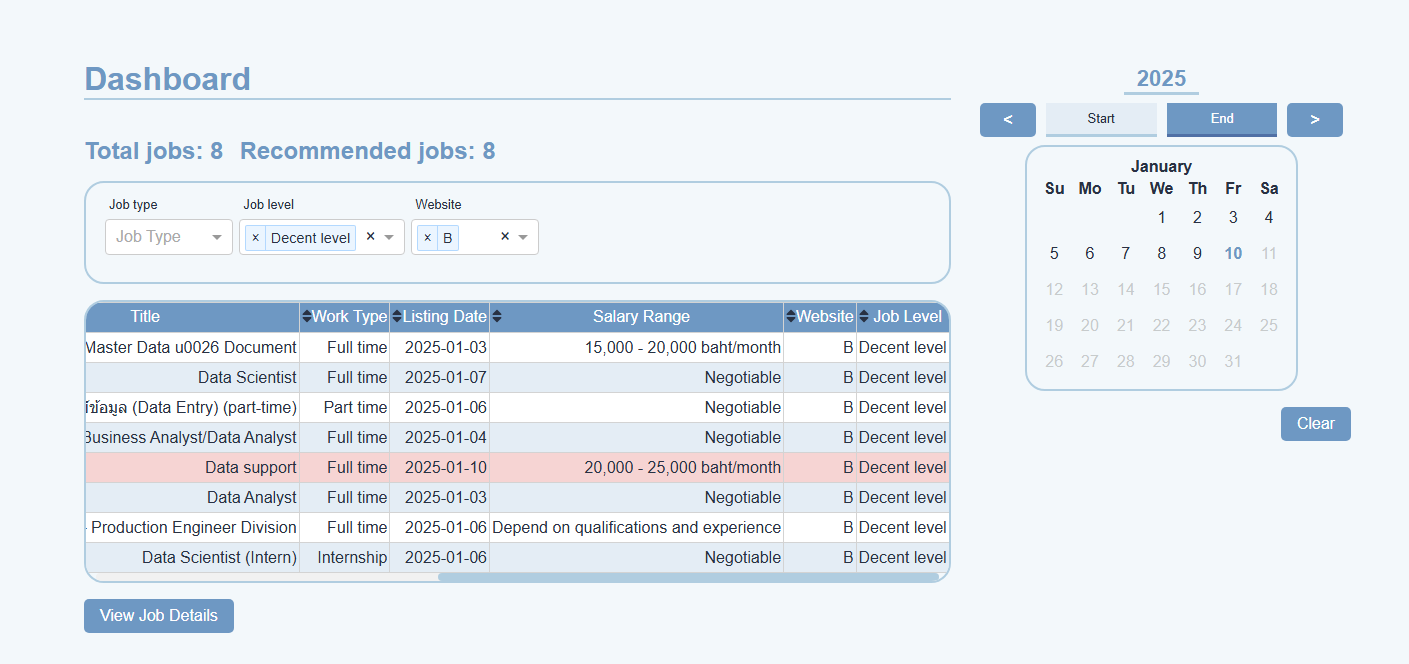 Dashboard
2025
< Start End >
Total jobs: 8 Recommended jobs: 8
Job type Job level Website
Job Type × Decent level × × B ×
January
Su Mo Tu We Th Fr Sa
1 2 3 4
5 6 7 8 9 10 11
12 13 14 15 16 17 18
19 20 21 22 23 24 25
26 27 28 29 30 31
Clear
Title Work Type Listing Date Salary Range Website Job Level
Master Data u0026 Document Full time 2025-01-03 15,000 - 20,000 baht/month B Decent level
Data Scientist Full time 2025-01-07 Negotiable B Decent level
ข้อมูล (Data Entry) (part-time) Part time 2025-01-06 Negotiable B Decent level
Business Analyst/Data Analyst Full time 2025-01-04 Negotiable B Decent level
Data support Full time 2025-01-10 20,000 - 25,000 baht/month B Decent level
Data Analyst Full time 2025-01-03 Negotiable B Decent level
Production Engineer Division Full time 2025-01-06 Depend on qualifications and experience B Decent level
Data Scientist (Intern) Internship 2025-01-06 Negotiable B Decent level
View Job Details